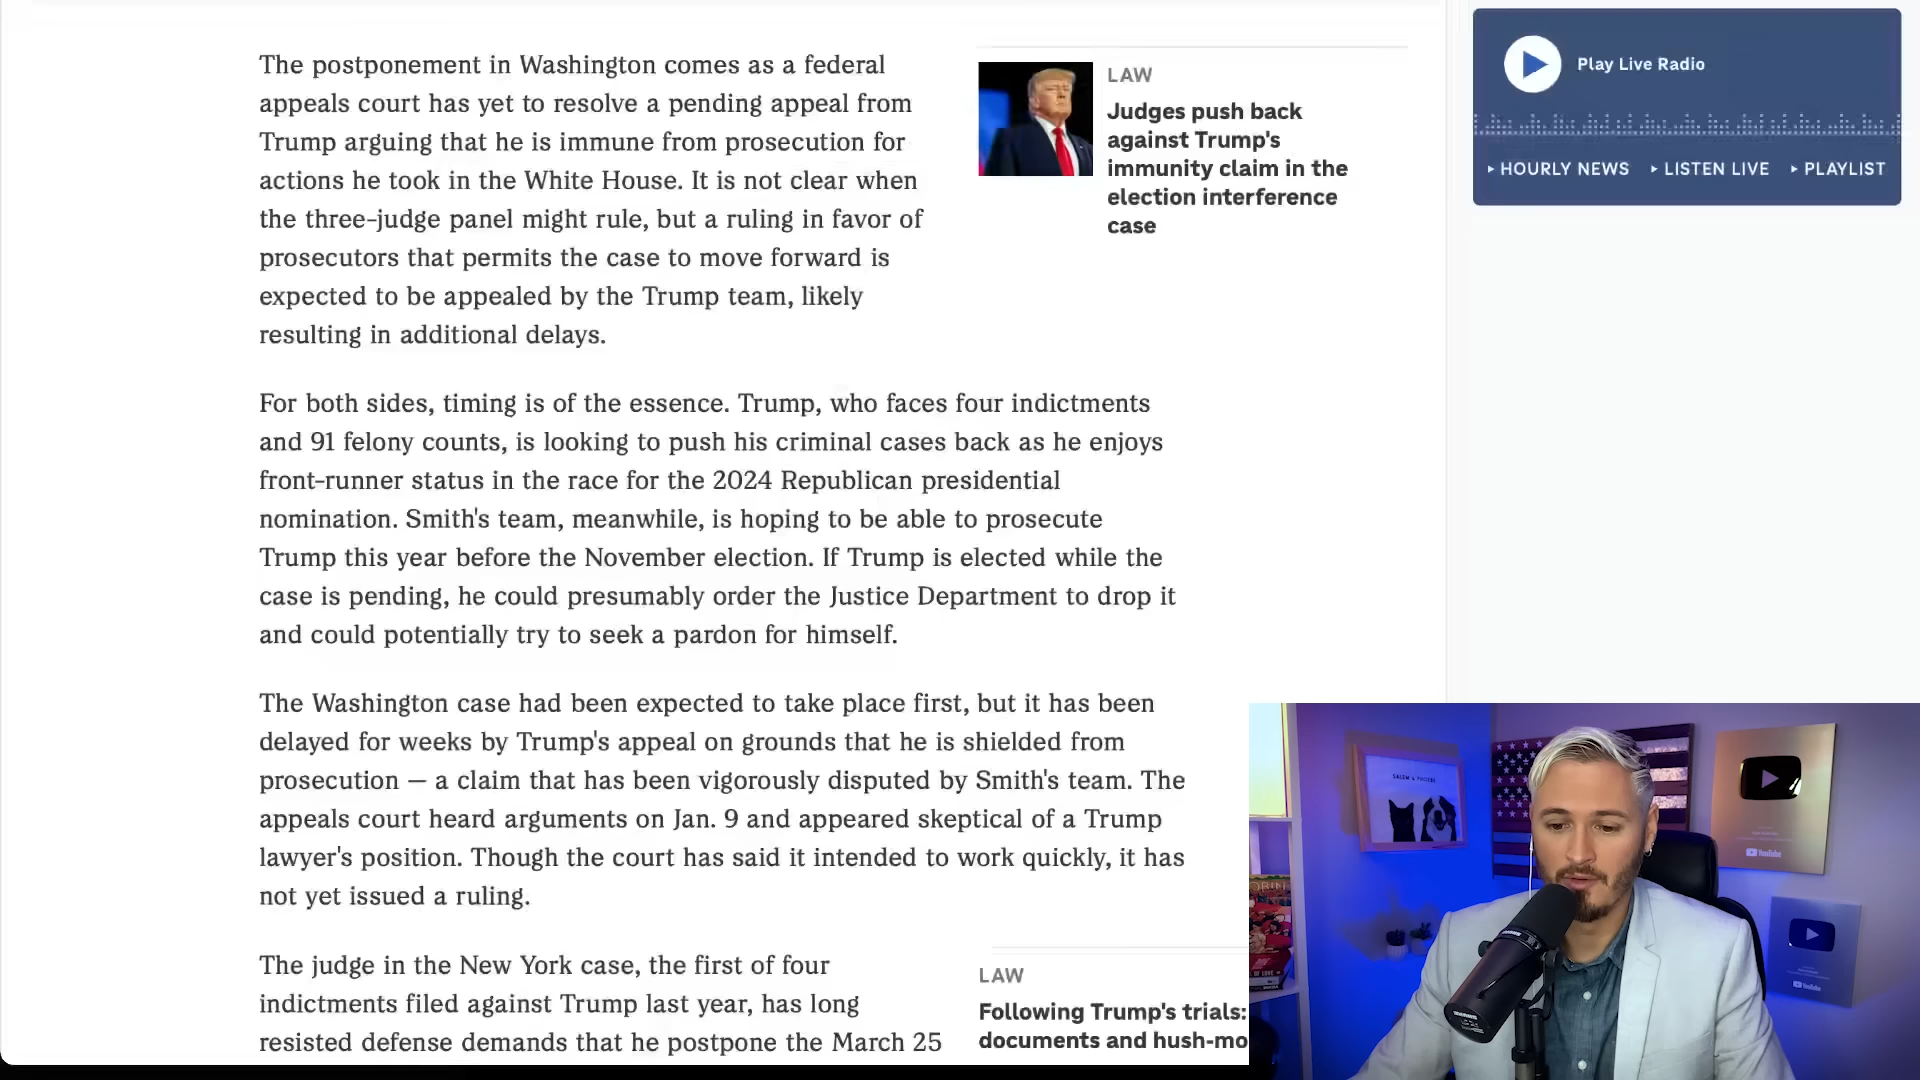 The postponement in Washington comes as a federal
appeals court has yet to resolve a pending appeal from
Trump arguing that he is immune from prosecution for
actions he took in the White House. It is not clear when
the three-judge panel might rule, but a ruling in favor of
prosecutors that permits the case to move forward is
expected to be appealed by the Trump team, likely
resulting in additional delays.
LAW
Judges push back
against Trump's
immunity claim in the
election interference
case
Play Live Radio
HOURLY NEWS
LISTEN LIVE
PLAYLIST
For both sides, timing is of the essence. Trump, who faces four indictments
and 91 felony counts, is looking to push his criminal cases back as he enjoys
front-runner status in the race for the 2024 Republican presidential
nomination. Smith's team, meanwhile, is hoping to be able to prosecute
Trump this year before the November election. If Trump is elected while the
case is pending, he could presumably order the Justice Department to drop it
and could potentially try to seek a pardon for himself.
The Washington case had been expected to take place first, but it has been
delayed for weeks by Trump's appeal on grounds that he is shielded from
prosecution — a claim that has been vigorously disputed by Smith's team. The
appeals court heard arguments on Jan. 9 and appeared skeptical of a Trump
lawyer's position. Though the court has said it intended to work quickly, it has
not yet issued a ruling.
The judge in the New York case, the first of four
indictments filed against Trump last year, has long
resisted defense demands that he postpone the March 25
LAW
Following Trump's trials:
documents and hush-mo
SALEM & PHOEBE
YouTube
YouTube